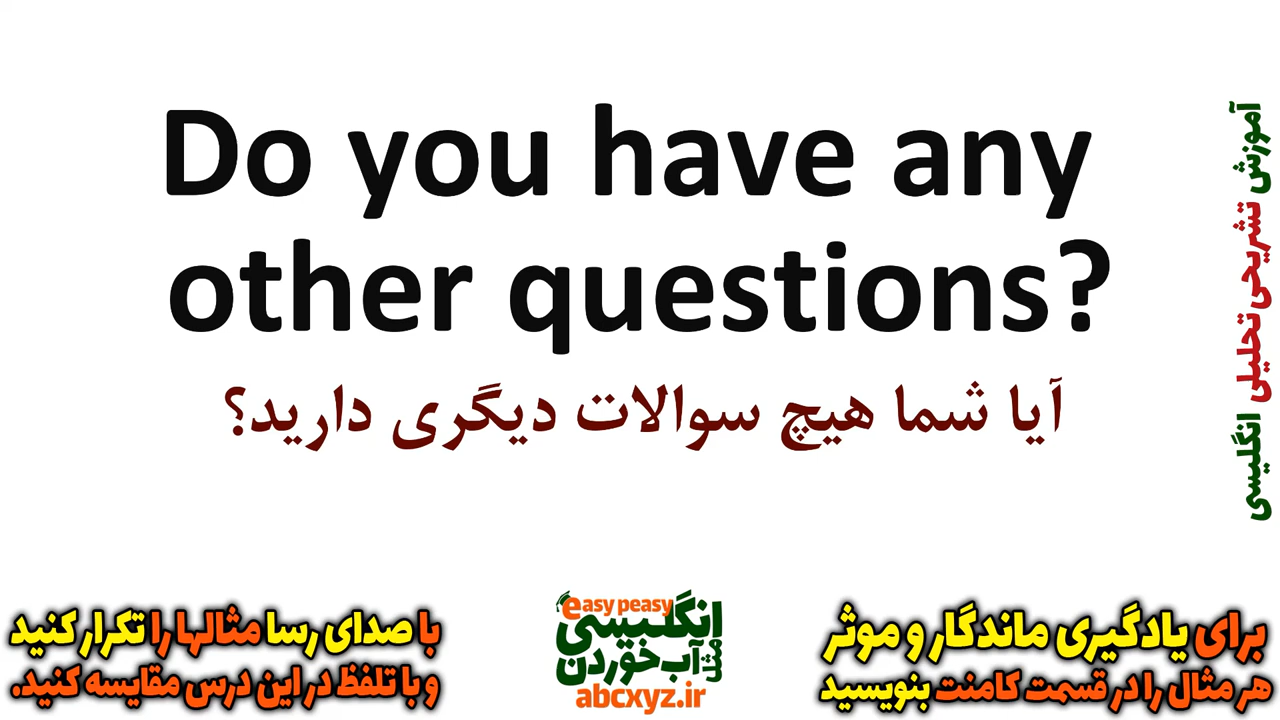 Do you have any
other questions?
آیا شما هیچ سوالات دیگری دارید؟
آموزش تشریحی تحلیلی انگلیسی
برای یادگیری ماندگار و موثر
هر مثال را در قسمت کامنت بنویسید
easy peasy
انگلیسی
مثل آب خوردن
abcxyz.ir
با صدای رسا مثالها را تکرار کنید
و با تلفظ در این درس مقایسه کنید.